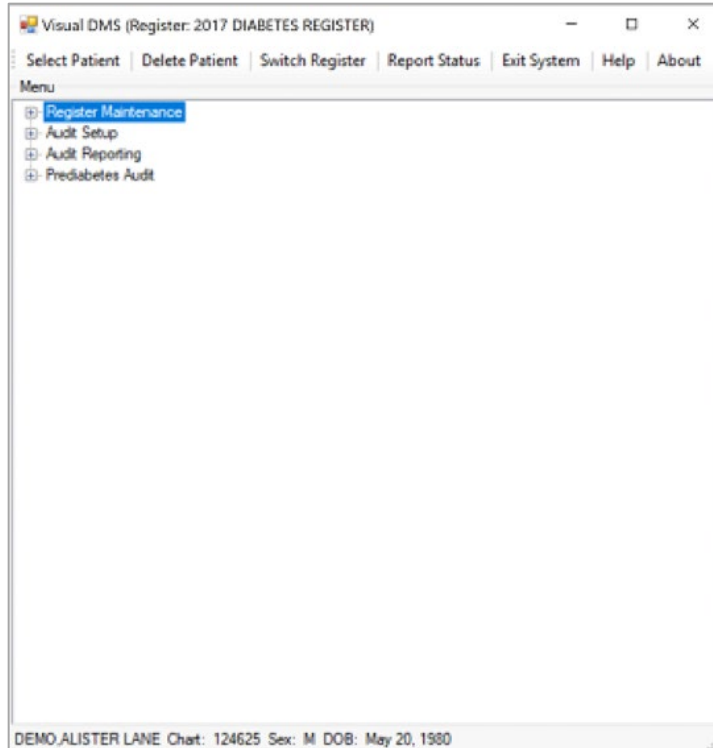 Visual DMS (Register: 2017 DIABETES REGISTER)
Select Patient Delete Patient Switch Register Report Status Exit System Help About
Menu
Register Maintenance
Audit Setup
Audit Reporting
Prediabetes Audit
DEMO,ALISTER LANE Chart: 124625 Sex: M DOB: May 20, 1980